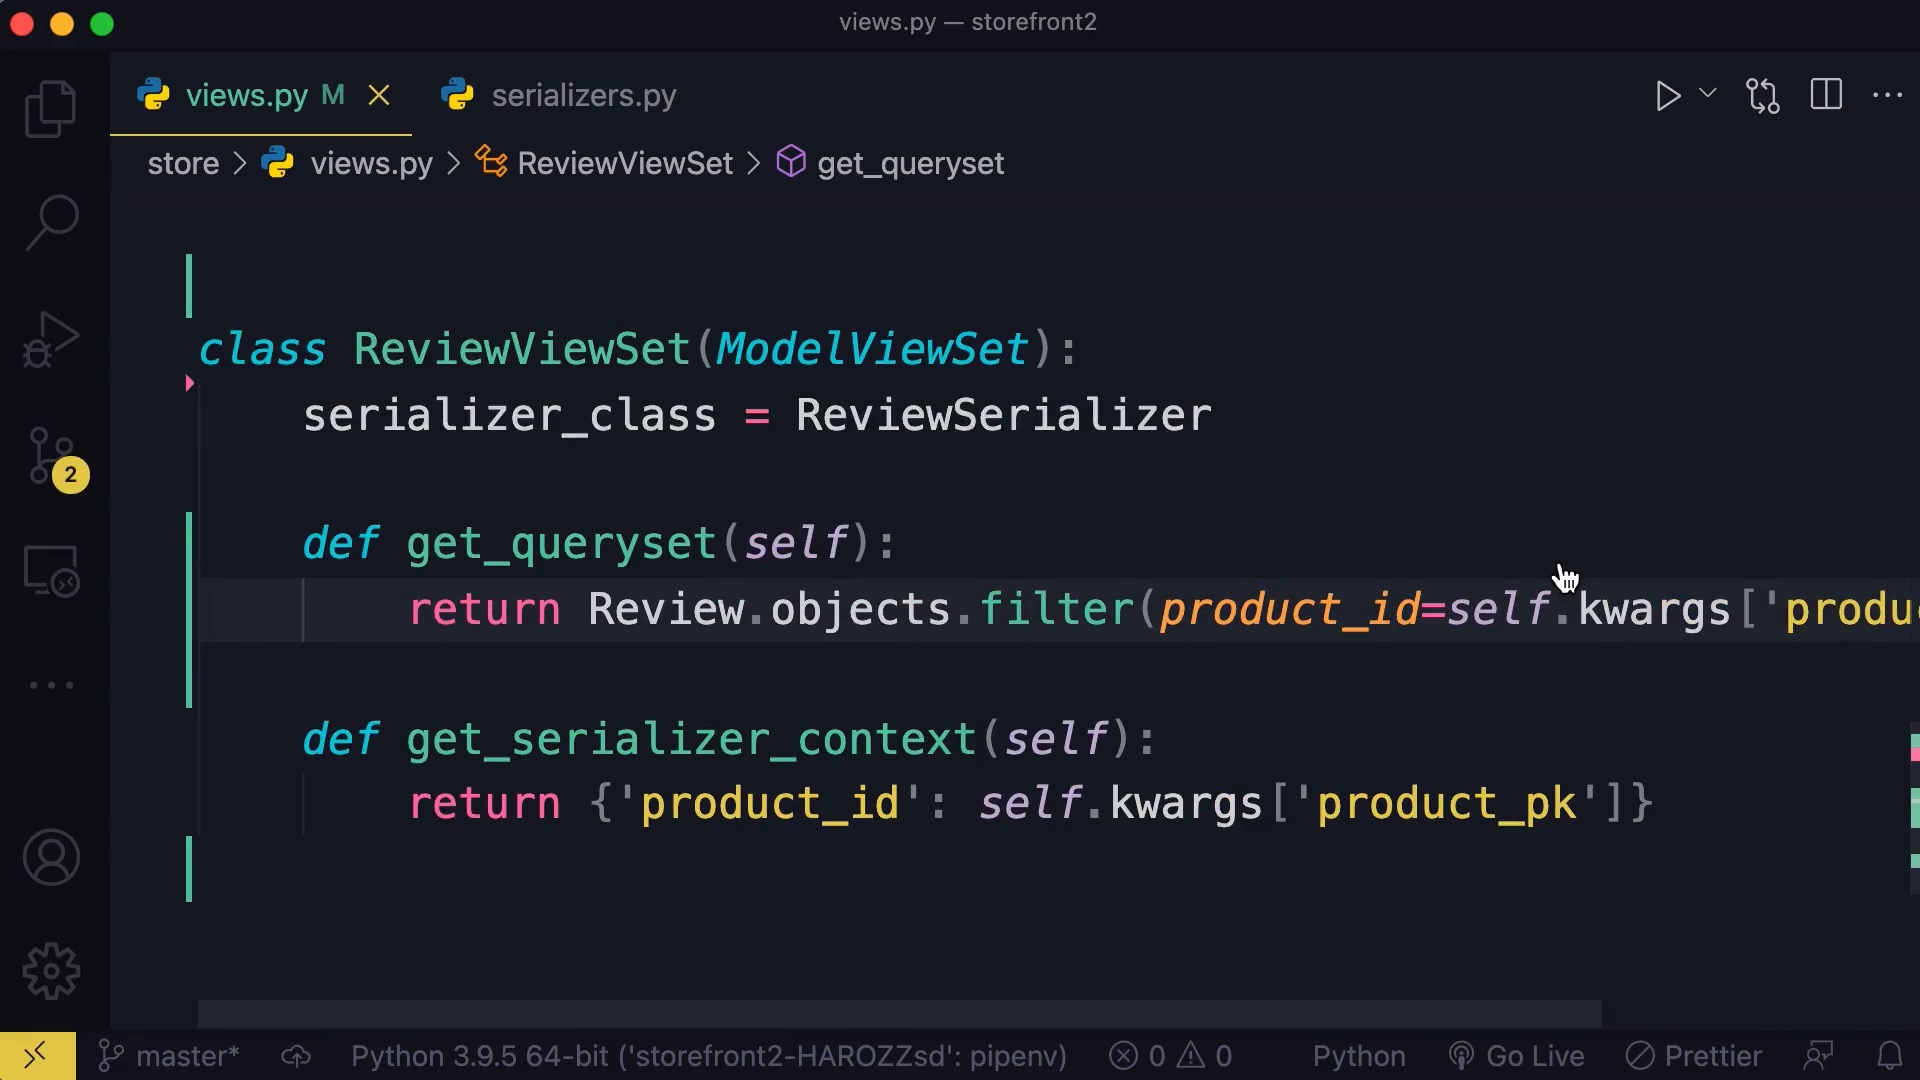 views.py — storefront2
views.py M
serializers.py
store > views.py > ReviewViewSet > get_queryset
class ReviewViewSet(ModelViewSet):
serializer_class = ReviewSerializer
def get_queryset(self):
return Review.objects.filter(product_id=self.kwargs['produ
def get_serializer_context(self):
return {'product_id': self.kwargs['product_pk']}
2
master* Python 3.9.5 64-bit ('storefront2-HAROZZsd': pipenv) 0 0 Python Go Live Prettier